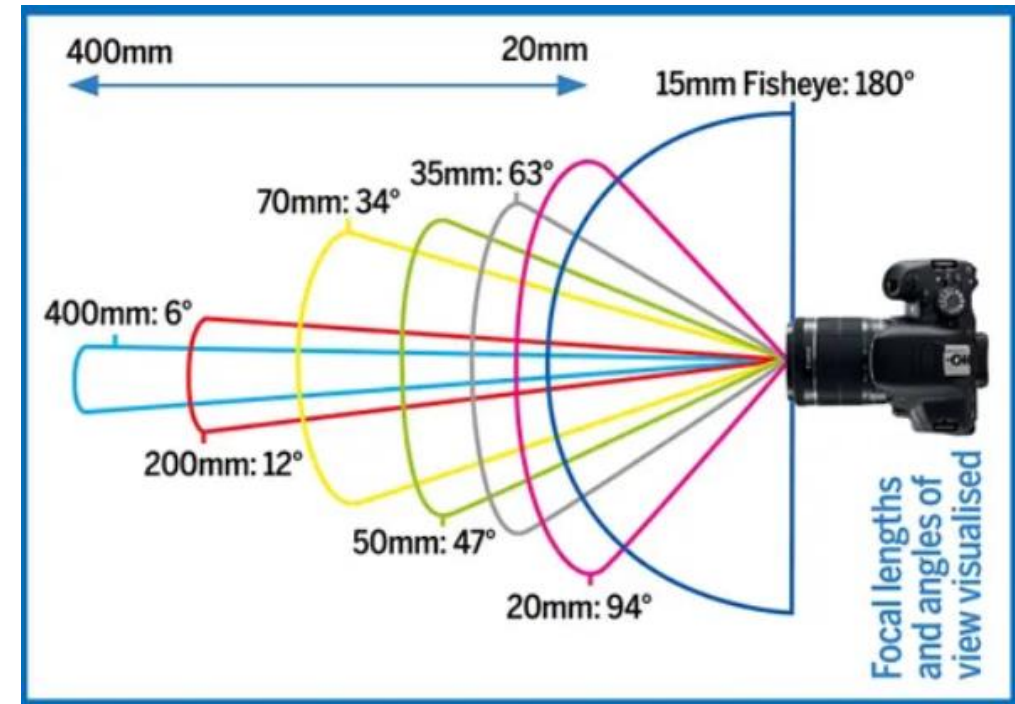 400mm
20mm
15mm Fisheye: 180°
35mm: 63°
70mm: 34°
400mm: 6°
200mm: 12°
50mm: 47°
20mm: 94°
Focal lengths
and angles of
view visualised